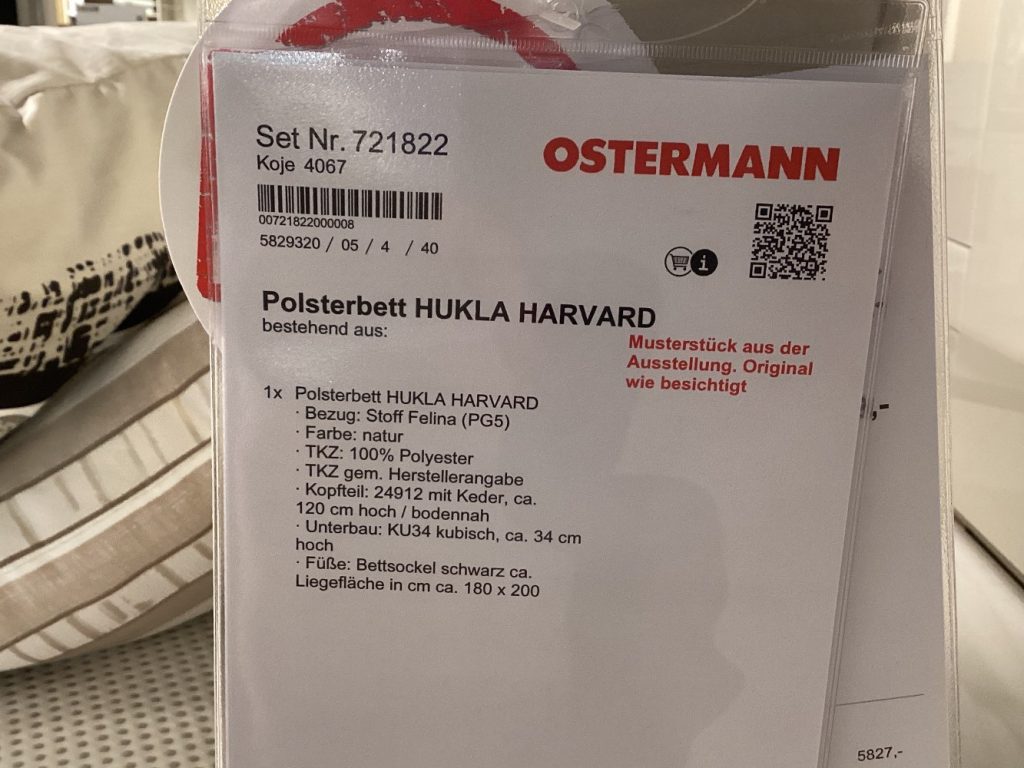 Set Nr. 721822
Koje 4067
OSTERMANN
00721822000008
5829320 / 05 / 4 / 40
i
Polsterbett HUKLA HARVARD
bestehend aus:
Musterstück aus der
Ausstellung. Original
wie besichtigt
1x Polsterbett HUKLA HARVARD
· Bezug: Stoff Felina (PG5)
· Farbe: natur
· TKZ: 100% Polyester
· TKZ gem. Herstellerangabe
· Kopfteil: 24912 mit Keder, ca.
120 cm hoch / bodennah
· Unterbau: KU34 kubisch, ca. 34 cm
hoch
· Füße: Bettsockel schwarz ca.
Liegefläche in cm ca. 180 x 200
,-
5827,-